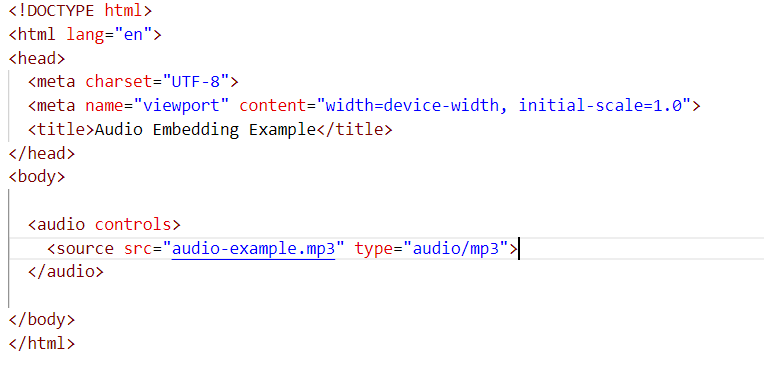 <!DOCTYPE html>
<html lang="en">
<head>
  <meta charset="UTF-8">
  <meta name="viewport" content="width=device-width, initial-scale=1.0">
  <title>Audio Embedding Example</title>
</head>
<body>

  <audio controls>
    <source src="audio-example.mp3" type="audio/mp3">
  </audio>

</body>
</html>